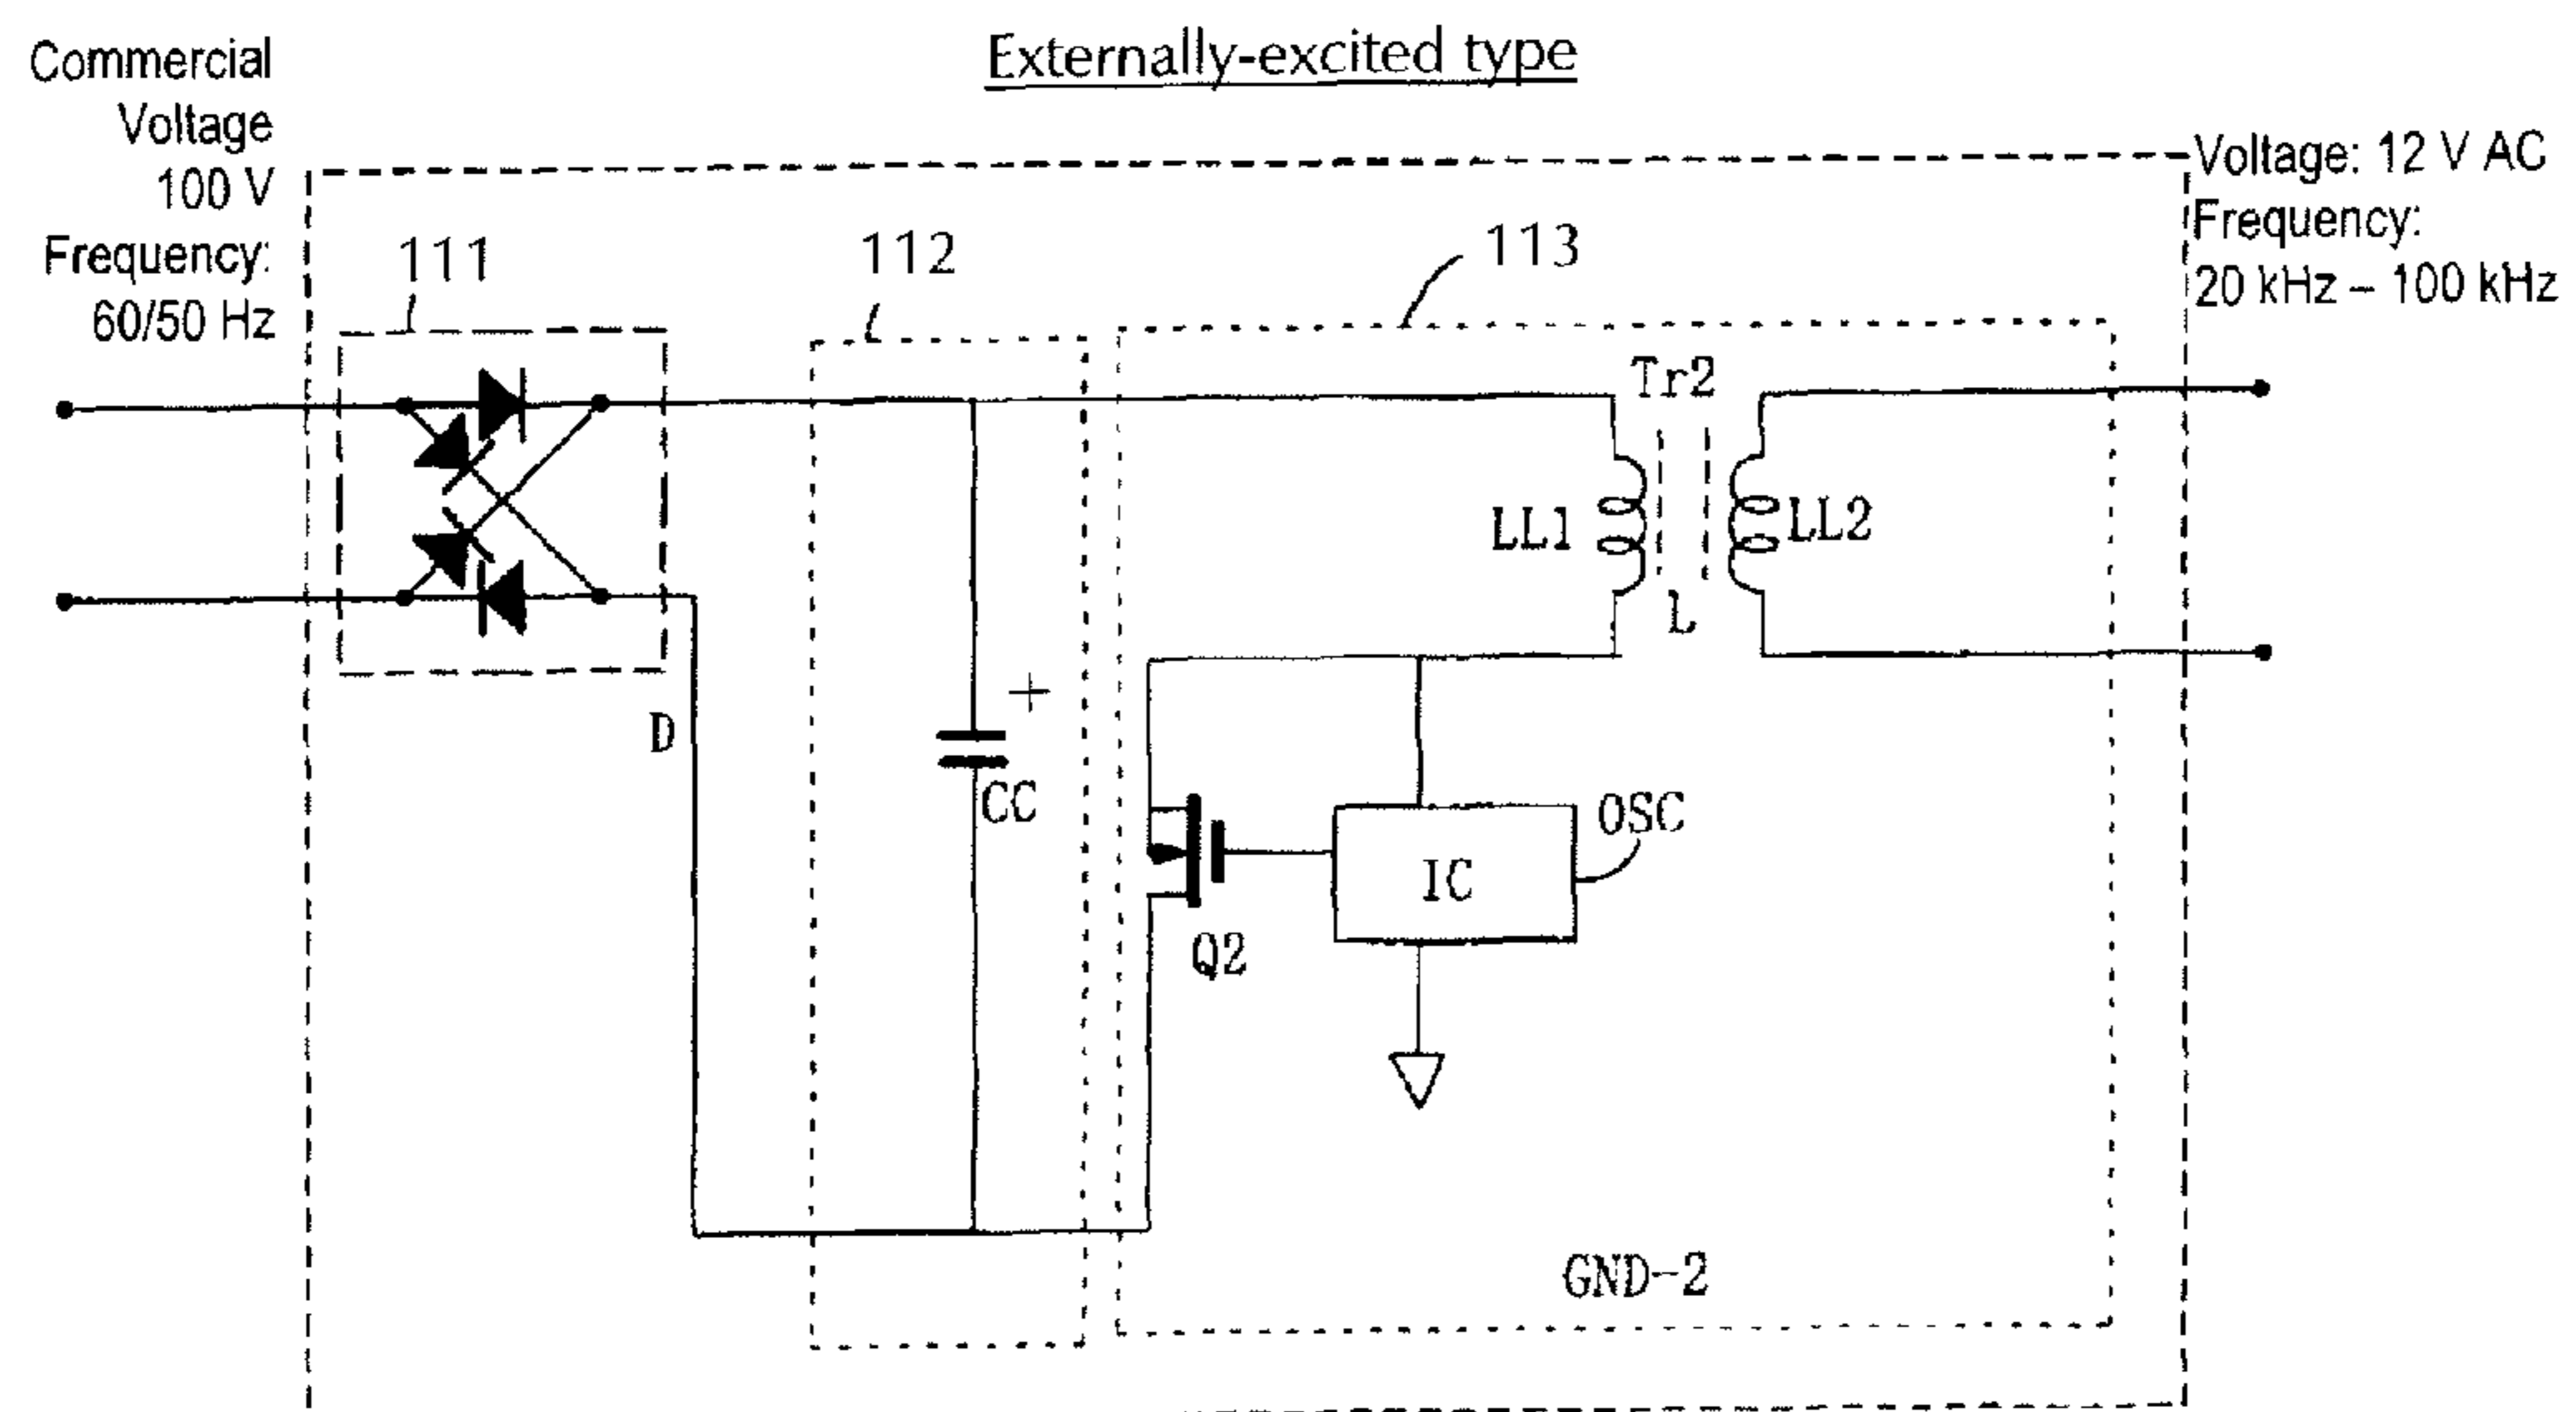 Externally-excited type
Commercial
Voltage
100 V
Frequency:
60/50 Hz
Voltage: 12 V AC
Frequency:
20 kHz – 100 kHz
111
112
113
Tr2
LL1
LL2
L
D
+
CC
OSC
IC
Q2
GND-2